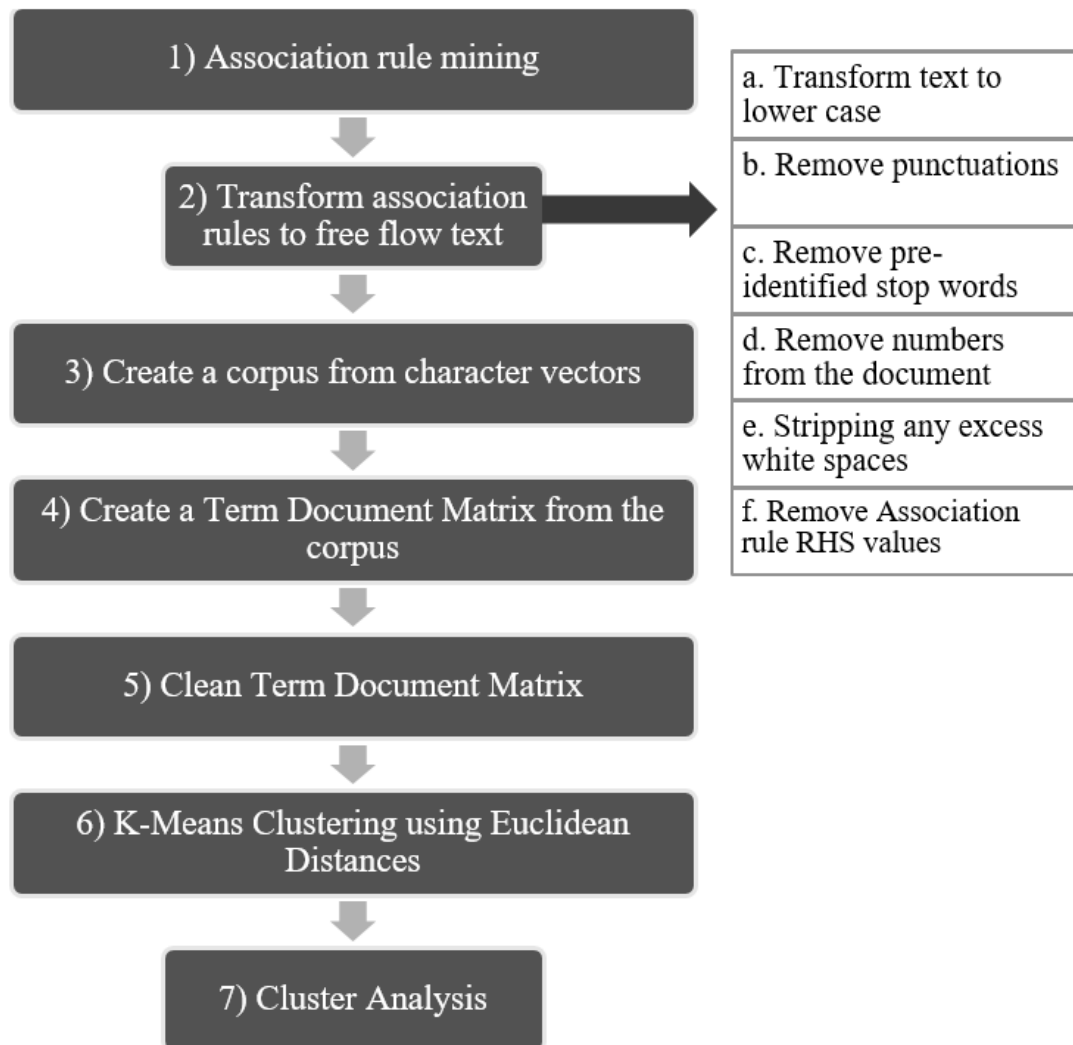 1) Association rule mining
2) Transform association
rules to free flow text
a. Transform text to
lower case
b. Remove punctuations
c. Remove pre-
identified stop words
d. Remove numbers
from the document
e. Stripping any excess
white spaces
f. Remove Association
rule RHS values
3) Create a corpus from character vectors
4) Create a Term Document Matrix from the
corpus
5) Clean Term Document Matrix
6) K-Means Clustering using Euclidean
Distances
7) Cluster Analysis